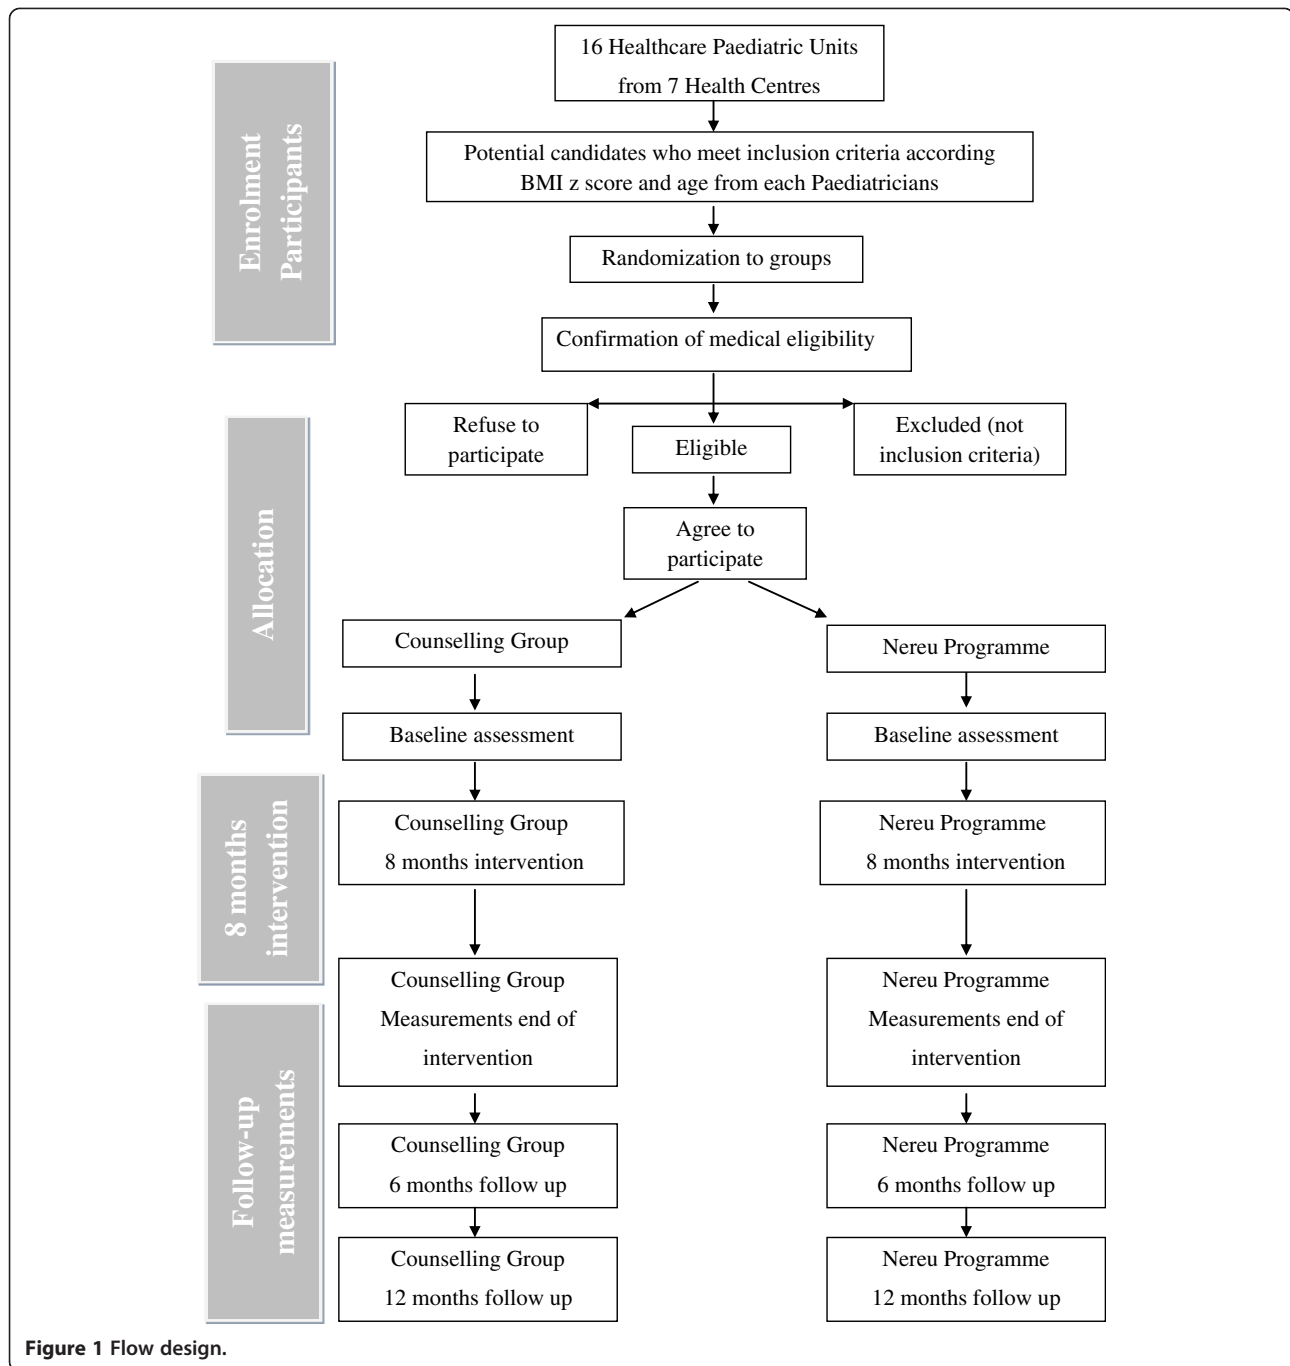 16 Healthcare Paediatric Units
from 7 Health Centres
Enrolment
Participants
Potential candidates who meet inclusion criteria according
BMI z score and age from each Paediatricians
Randomization to groups
Confirmation of medical eligibility
Allocation
Refuse to
participate
Eligible
Excluded (not
inclusion criteria)
Agree to
participate
Counselling Group
Nereu Programme
Baseline assessment
Baseline assessment
8 months
intervention
Counselling Group
8 months intervention
Nereu Programme
8 months intervention
Follow-up
measurements
Counselling Group
Measurements end of
intervention
Nereu Programme
Measurements end of
intervention
Counselling Group
6 months follow up
Nereu Programme
6 months follow up
Counselling Group
12 months follow up
Nereu Programme
12 months follow up
Figure 1 Flow design.